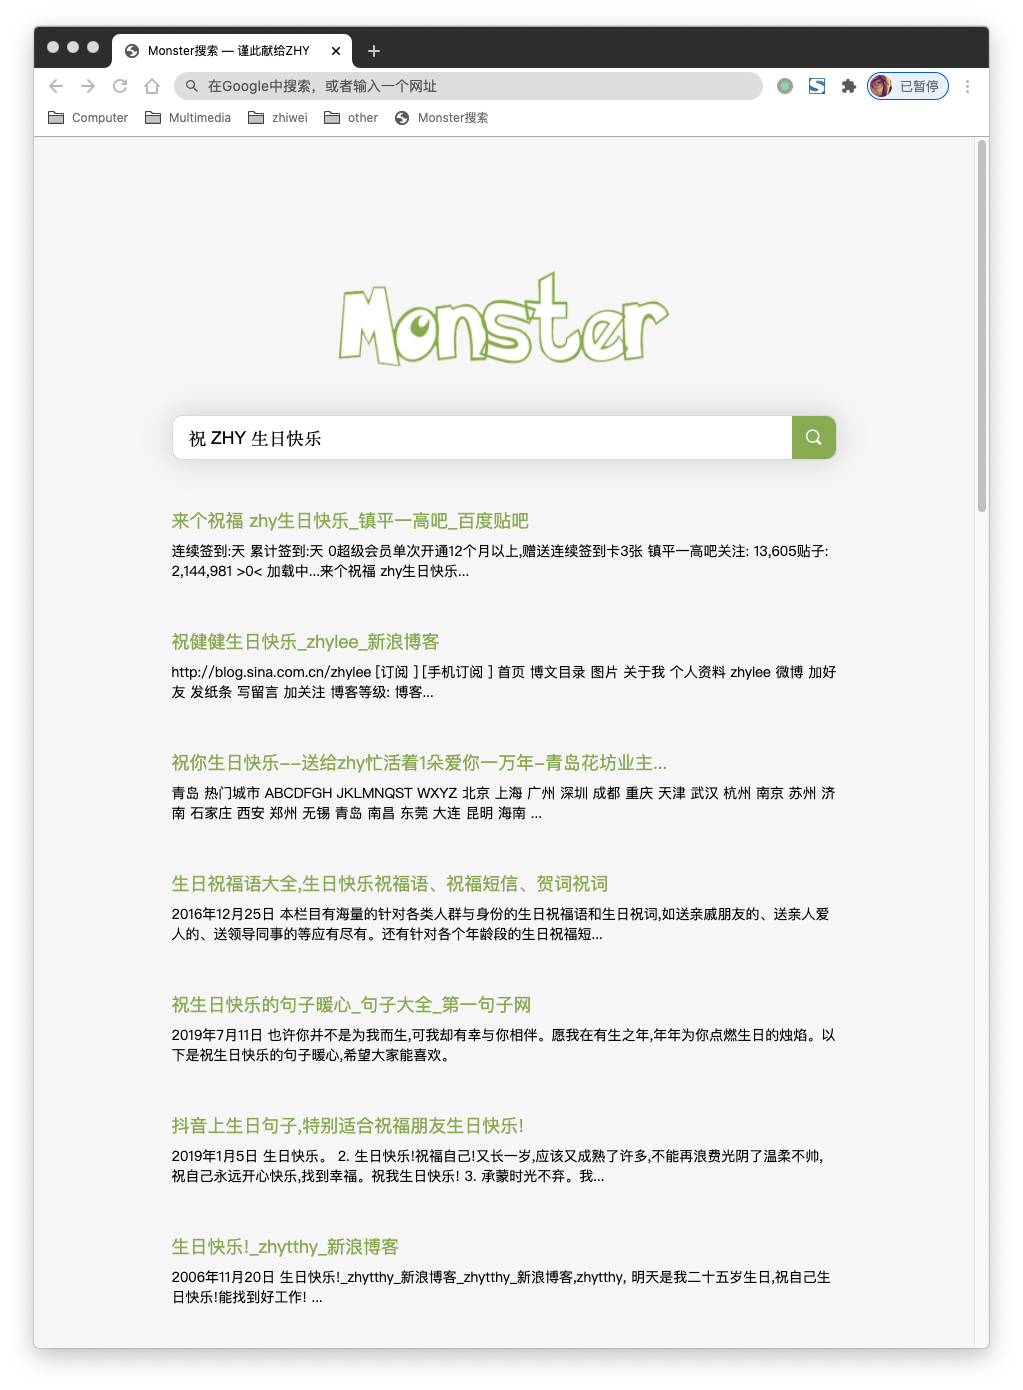 Monster搜索 — 谨此献给ZHY
在Google中搜索，或者输入一个网址
已暂停
Computer Multimedia zhiwei other Monster搜索
Monster
祝 ZHY 生日快乐
来个祝福 zhy生日快乐_镇平一高吧_百度贴吧
连续签到:天 累计签到:天 0超级会员单次开通12个月以上,赠送连续签到卡3张 镇平一高吧关注: 13,605贴子:
2,144,981 >0< 加载中...来个祝福 zhy生日快乐...
祝健健生日快乐_zhylee_新浪博客
http://blog.sina.com.cn/zhylee [订阅 ] [手机订阅 ] 首页 博文目录 图片 关于我 个人资料 zhylee 微博 加好
友 发纸条 写留言 加关注 博客等级: 博客...
祝你生日快乐--送给zhy忙活着1朵爱你一万年-青岛花坊业主...
青岛 热门城市 ABCDFGH JKLMNQST WXYZ 北京 上海 广州 深圳 成都 重庆 天津 武汉 杭州 南京 苏州 济
南 石家庄 西安 郑州 无锡 青岛 南昌 东莞 大连 昆明 海南 ...
生日祝福语大全,生日快乐祝福语、祝福短信、贺词祝词
2016年12月25日 本栏目有海量的针对各类人群与身份的生日祝福语和生日祝词,如送亲戚朋友的、送亲人爱
人的、送领导同事的等应有尽有。还有针对各个年龄段的生日祝福短...
祝生日快乐的句子暖心_句子大全_第一句子网
2019年7月11日 也许你并不是为我而生,可我却有幸与你相伴。愿我在有生之年,年年为你点燃生日的烛焰。以
下是祝生日快乐的句子暖心,希望大家能喜欢。
抖音上生日句子,特别适合祝福朋友生日快乐!
2019年1月5日 生日快乐。 2. 生日快乐!祝福自己!又长一岁,应该又成熟了许多,不能再浪费光阴了温柔不帅,
祝自己永远开心快乐,找到幸福。祝我生日快乐! 3. 承蒙时光不弃。我...
生日快乐!_zhytthy_新浪博客
2006年11月20日 生日快乐!_zhytthy_新浪博客_zhytthy_新浪博客,zhytthy, 明天是我二十五岁生日,祝自己生
日快乐!能找到好工作! ...